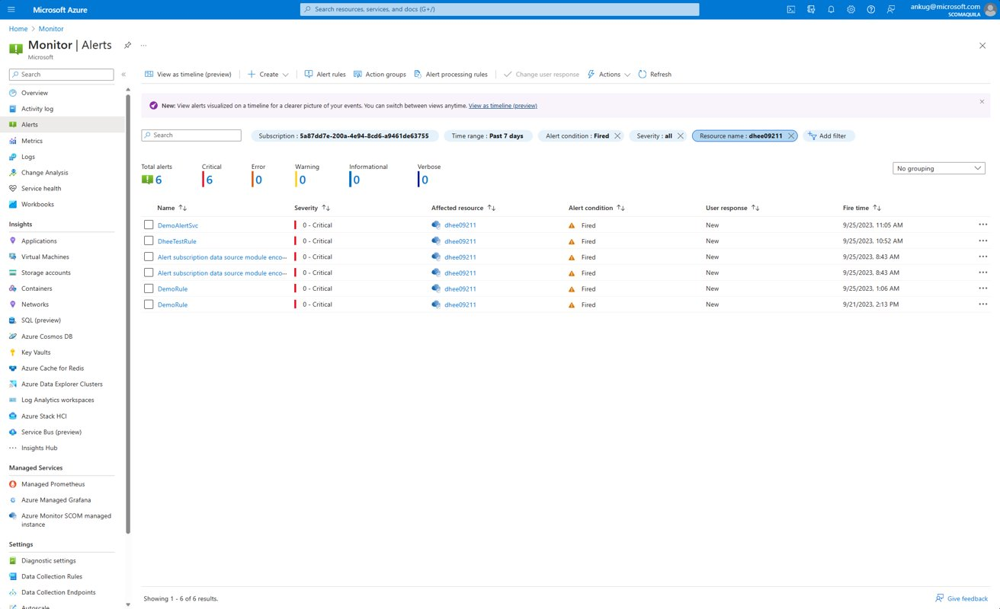 Microsoft Azure
Search resources, services, and docs (G+/)
ankug@microsoft.com
SCOMAQUILA
Home > Monitor
Monitor | Alerts
Microsoft
Search
Overview
Activity log
Alerts
Metrics
Logs
Change Analysis
Service health
Workbooks
Insights
Applications
Virtual Machines
Storage accounts
Containers
Networks
SQL (preview)
Azure Cosmos DB
Key Vaults
Azure Cache for Redis
Azure Data Explorer Clusters
Log Analytics workspaces
Azure Stack HCI
Service Bus (preview)
Insights Hub
Managed Services
Managed Prometheus
Azure Managed Grafana
Azure Monitor SCOM managed
instance
Settings
Diagnostic settings
Data Collection Rules
Data Collection Endpoints
Autoscale
View as timeline (preview) Create Alert rules Action groups Alert processing rules Change user response Actions Refresh
New: View alerts visualized on a timeline for a clearer picture of your events. You can switch between views anytime. View as timeline (preview)
Search Subscription : 5a87dd7e-200a-4e94-8cd6-a9461de63755 Time range : Past 7 days Alert condition : Fired Severity : all Resource name : dhee09211 Add filter
Total alerts Critical Error Warning Informational Verbose
6 6 0 0 0 0
No grouping
Name Severity Affected resource Alert condition User response Fire time
DemoAlertSvc 0 - Critical dhee09211 Fired New 9/25/2023, 11:05 AM
DheeTestRule 0 - Critical dhee09211 Fired New 9/25/2023, 10:52 AM
Alert subscription data source module enco... 0 - Critical dhee09211 Fired New 9/25/2023, 8:43 AM
Alert subscription data source module enco... 0 - Critical dhee09211 Fired New 9/25/2023, 8:43 AM
DemoRule 0 - Critical dhee09211 Fired New 9/25/2023, 1:06 AM
DemoRule 0 - Critical dhee09211 Fired New 9/21/2023, 2:13 PM
Showing 1 - 6 of 6 results.
Give feedback